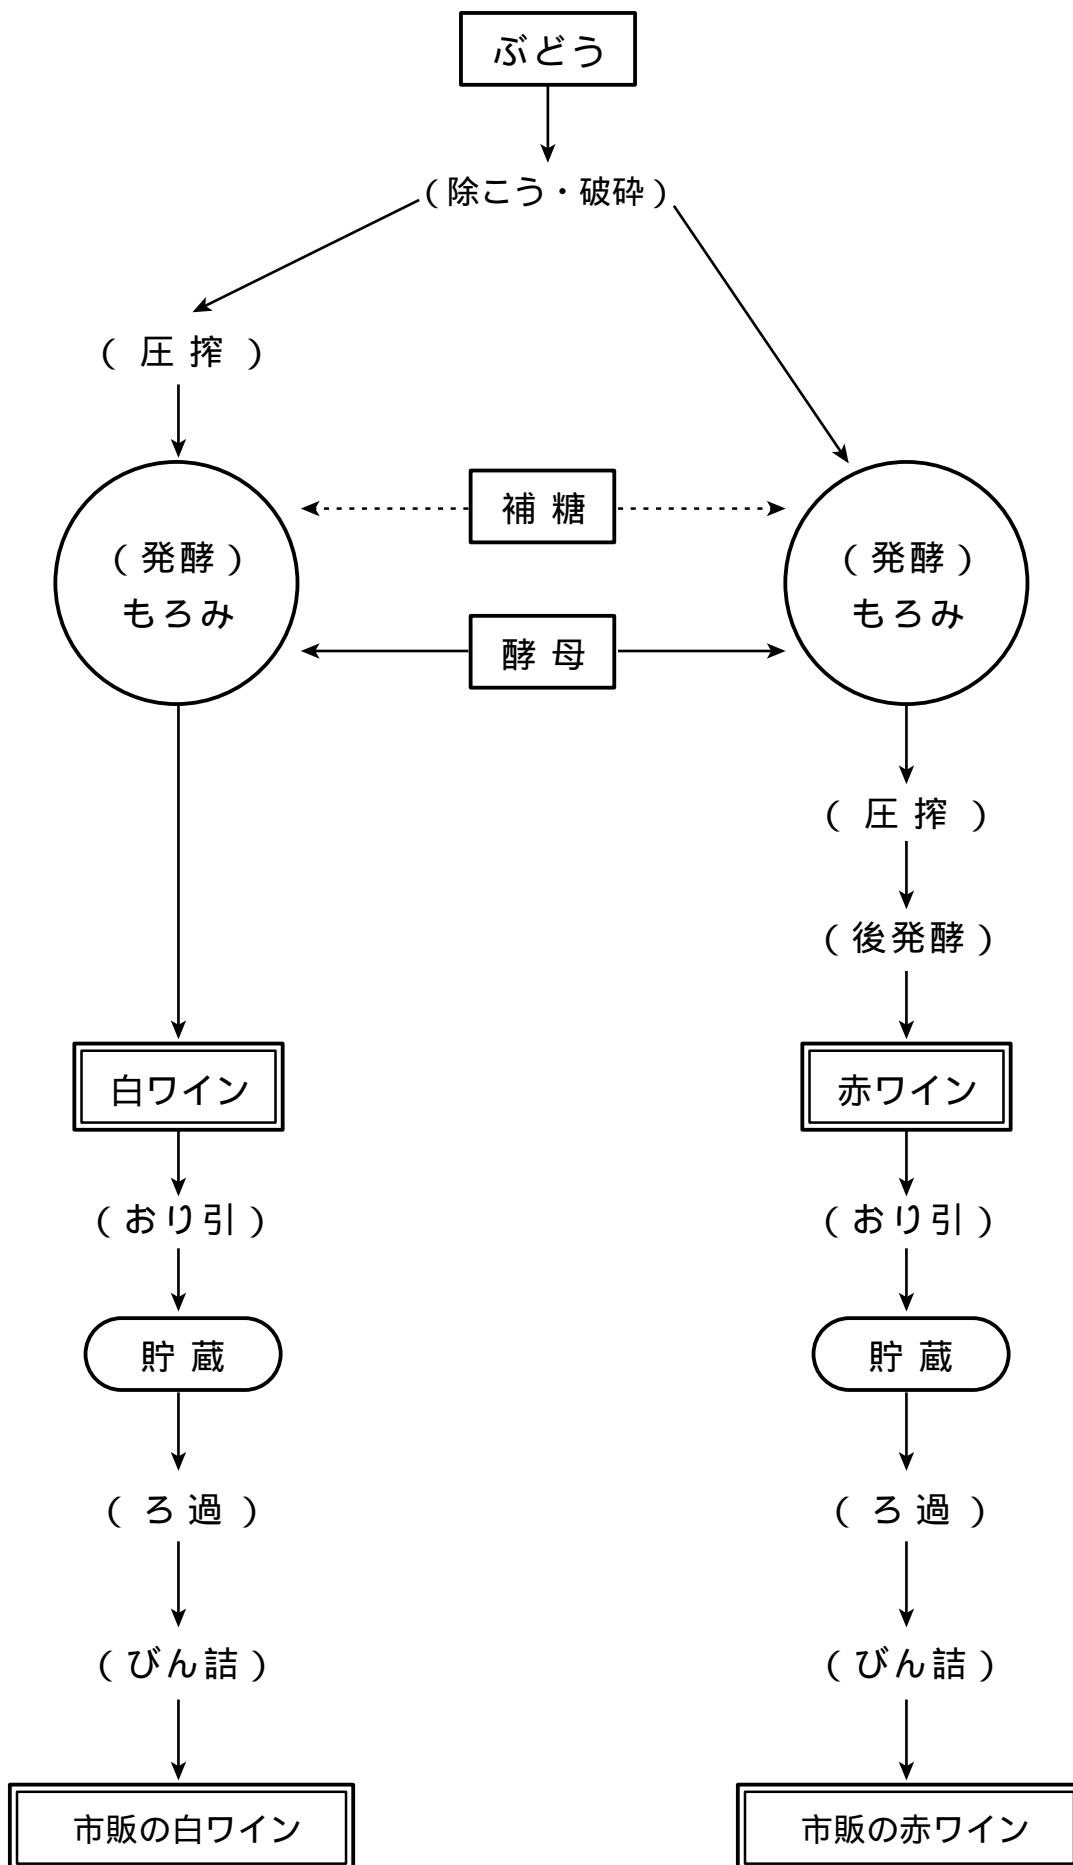 ぶどう
(除こう・破砕)
(圧搾)
補糖
(発酵)
もろみ
(発酵)
もろみ
酵母
(圧搾)
(後発酵)
白ワイン
赤ワイン
(おり引)
(おり引)
貯蔵
貯蔵
(ろ過)
(ろ過)
(びん詰)
(びん詰)
市販の白ワイン
市販の赤ワイン